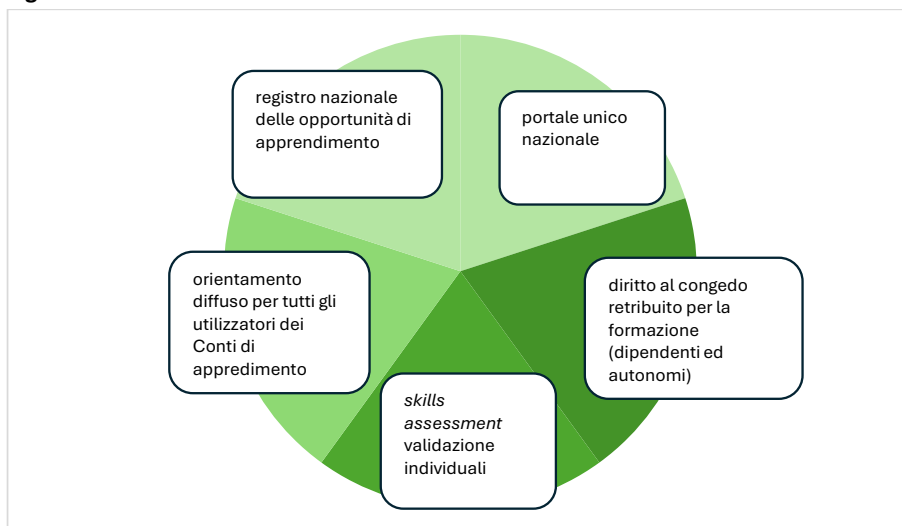 registro nazionale
delle opportunità di
apprendimento
portale unico
nazionale
orientamento
diffuso per tutti gli
utilizzatori dei
Conti di
appredimento
diritto al congedo
retribuito per la
formazione
(dipendenti ed
autonomi)
skills
assessment
validazione
individuali